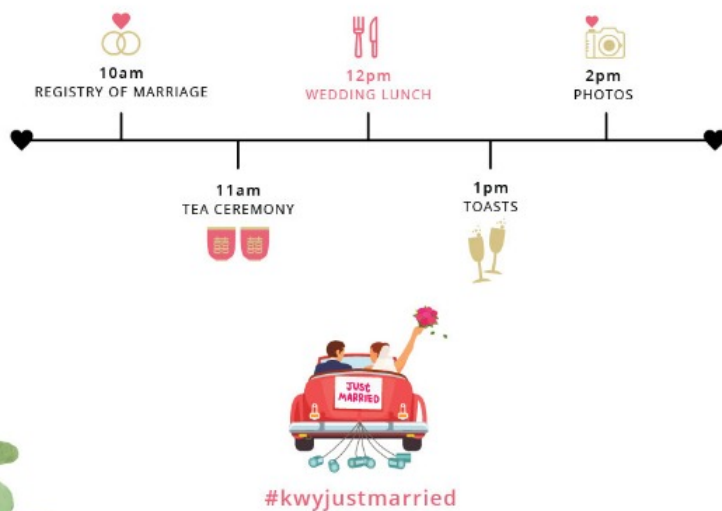 10am
REGISTRY OF MARRIAGE
12pm
WEDDING LUNCH
2pm
PHOTOS
11am
TEA CEREMONY
1pm
TOASTS
JUST
MARRIED
#kwyjustmarried